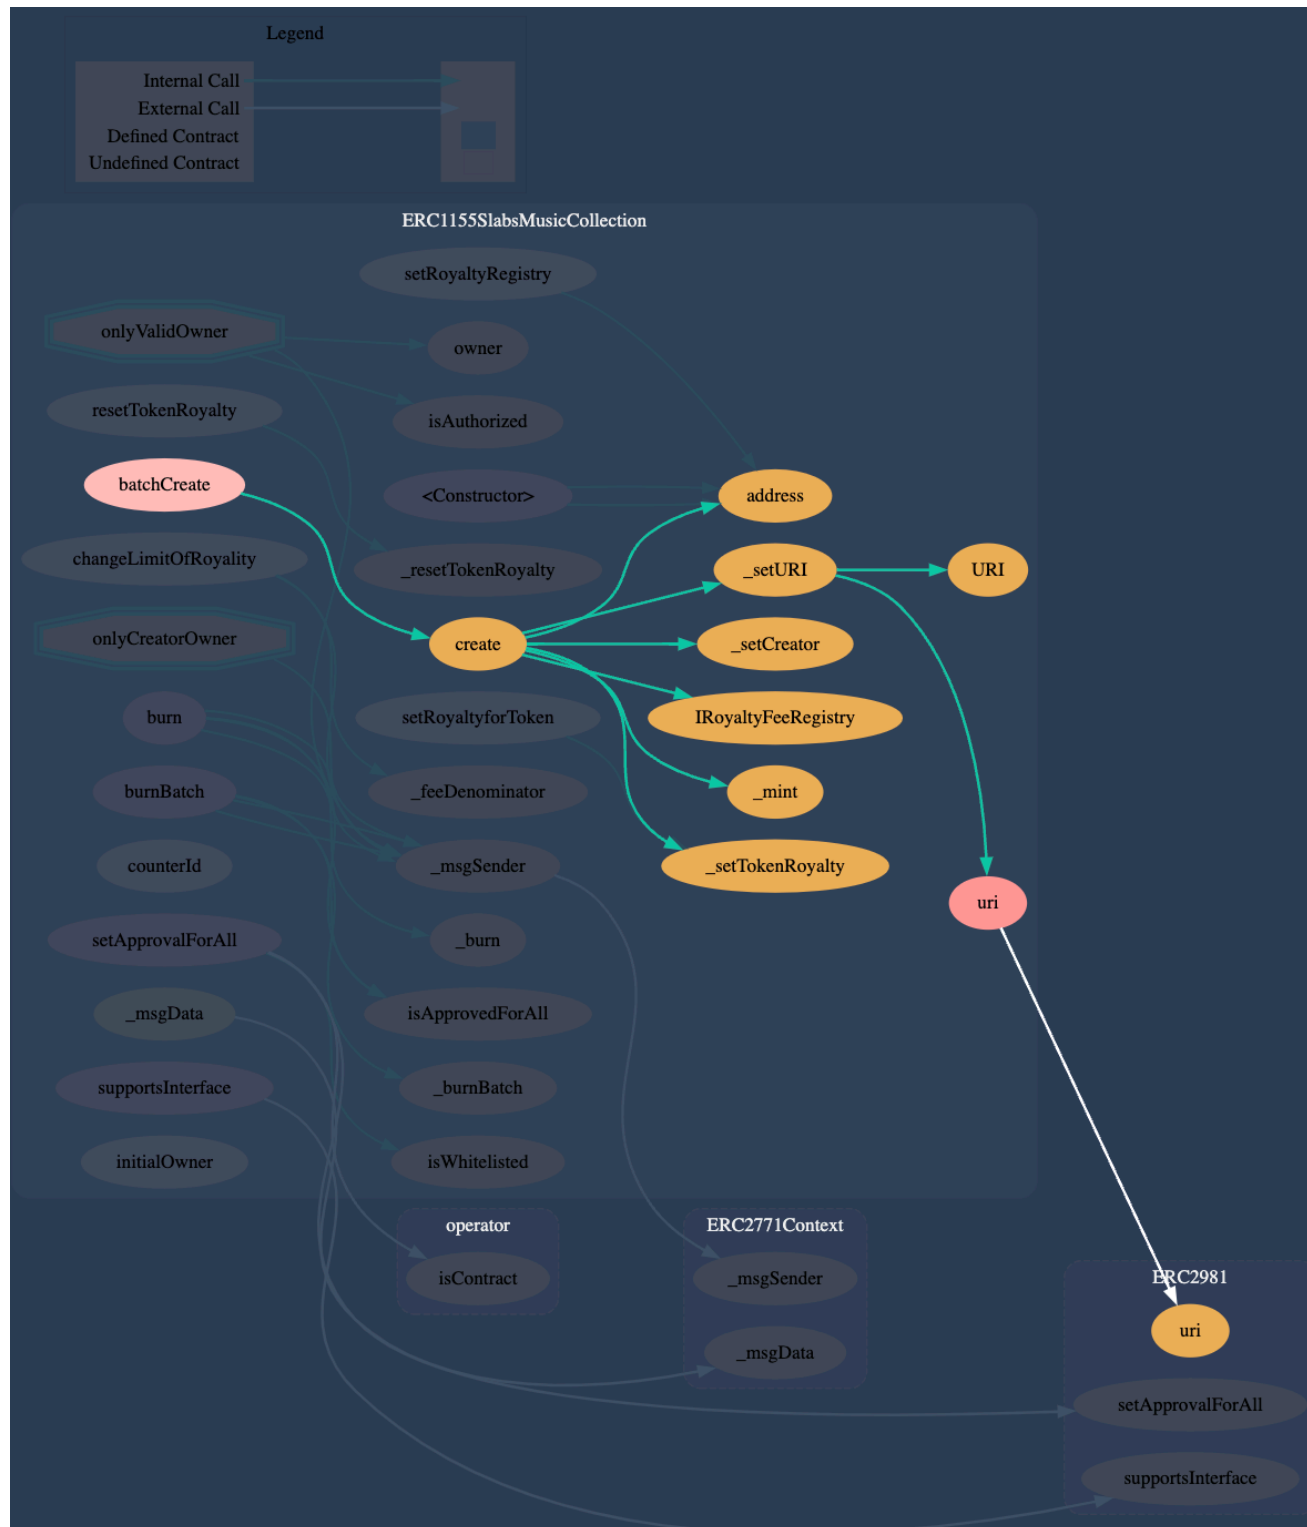 Legend
Internal Call
External Call
Defined Contract
Undefined Contract
ERC1155SlabsMusicCollection
setRoyaltyRegistry
onlyValidOwner
owner
resetTokenRoyalty
isAuthorized
batchCreate
<Constructor>
address
changeLimitOfRoyality
_resetTokenRoyalty
_setURI
URI
onlyCreatorOwner
create
_setCreator
burn
setRoyaltyforToken
IRoyaltyFeeRegistry
burnBatch
_feeDenominator
_mint
counterId
_msgSender
_setTokenRoyalty
uri
setApprovalForAll
_burn
_msgData
isApprovedForAll
supportsInterface
_burnBatch
initialOwner
isWhitelisted
operator
ERC2771Context
isContract
_msgSender
ERC2981
uri
_msgData
setApprovalForAll
supportsInterface